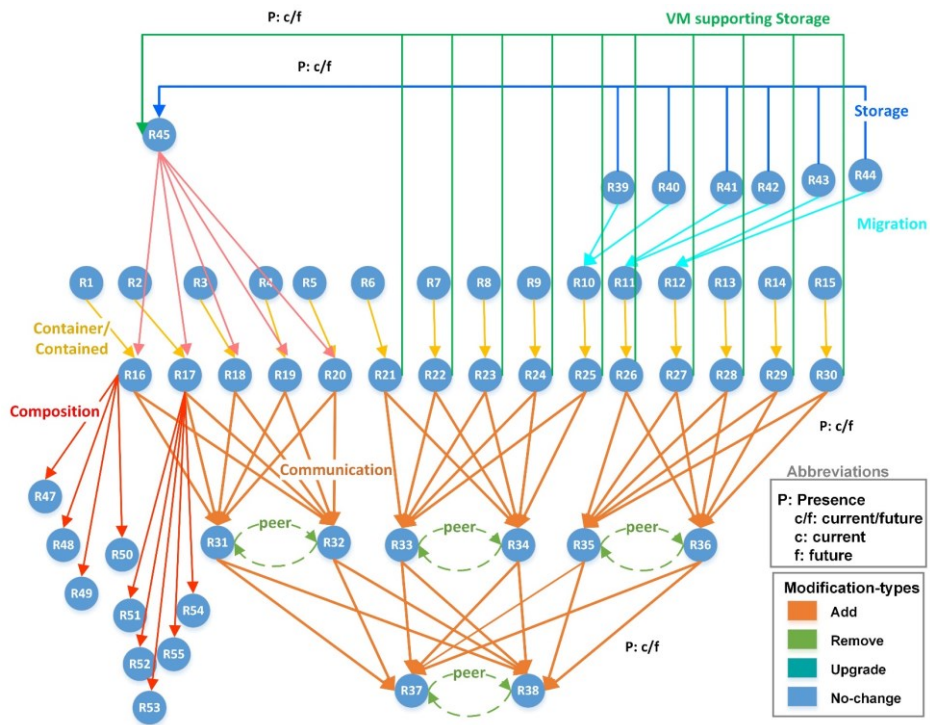 P: c/f
VM supporting Storage
P: c/f
Storage
R45
R39
R40
R41
R42
R43
R44
Migration
R1
R2
R3
R4
R5
R6
R7
R8
R9
R10
R11
R12
R13
R14
R15
Container/
Contained
R16
R17
R18
R19
R20
R21
R22
R23
R24
R25
R26
R27
R28
R29
R30
Composition
P: c/f
Communication
R47
R48
R49
R50
R51
R52
R53
R54
R55
R31
peer
R32
R33
peer
R34
R35
peer
R36
P: c/f
R37
peer
R38
Abbreviations
P: Presence
c/f: current/future
c: current
f: future
Modification-types
Add
Remove
Upgrade
No-change